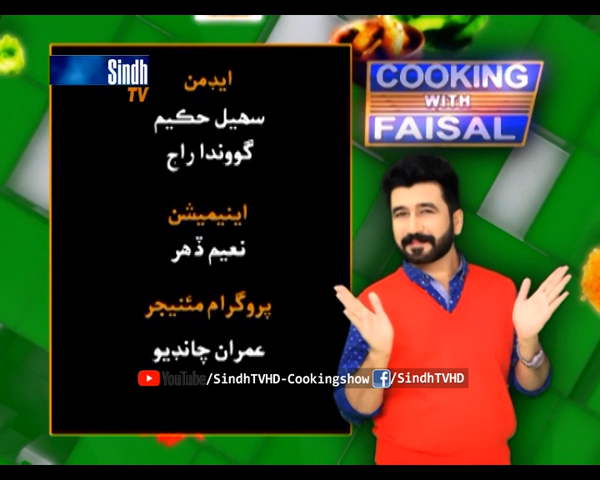 Sindh
TV
ايڊمن
سهيل حڪيم
گووندا راج
اينيميشن
نعيم ڏهر
پروگرام مئنيجر
عمران چانڊيو
COOKING
WITH
FAISAL
YouTube/SindhTVHD-Cookingshow f/SindhTVHD